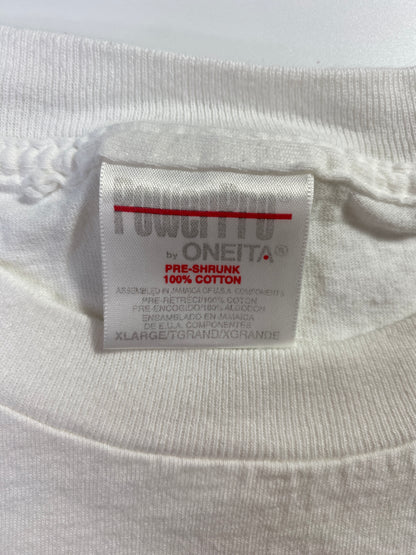 PowerPro®
by ONEITA®
PRE-SHRUNK
100% COTTON
ASSEMBLED IN JAMAICA OF U.S.A. COMPONENTS
PRE-RETRECI/100% COTON
PRE-ENCOGIDO/100% ALGODON
ENSAMBLADO EN JAMAICA
DE E.U.A. COMPONENTES
XLARGE/TGRAND/XGRANDE